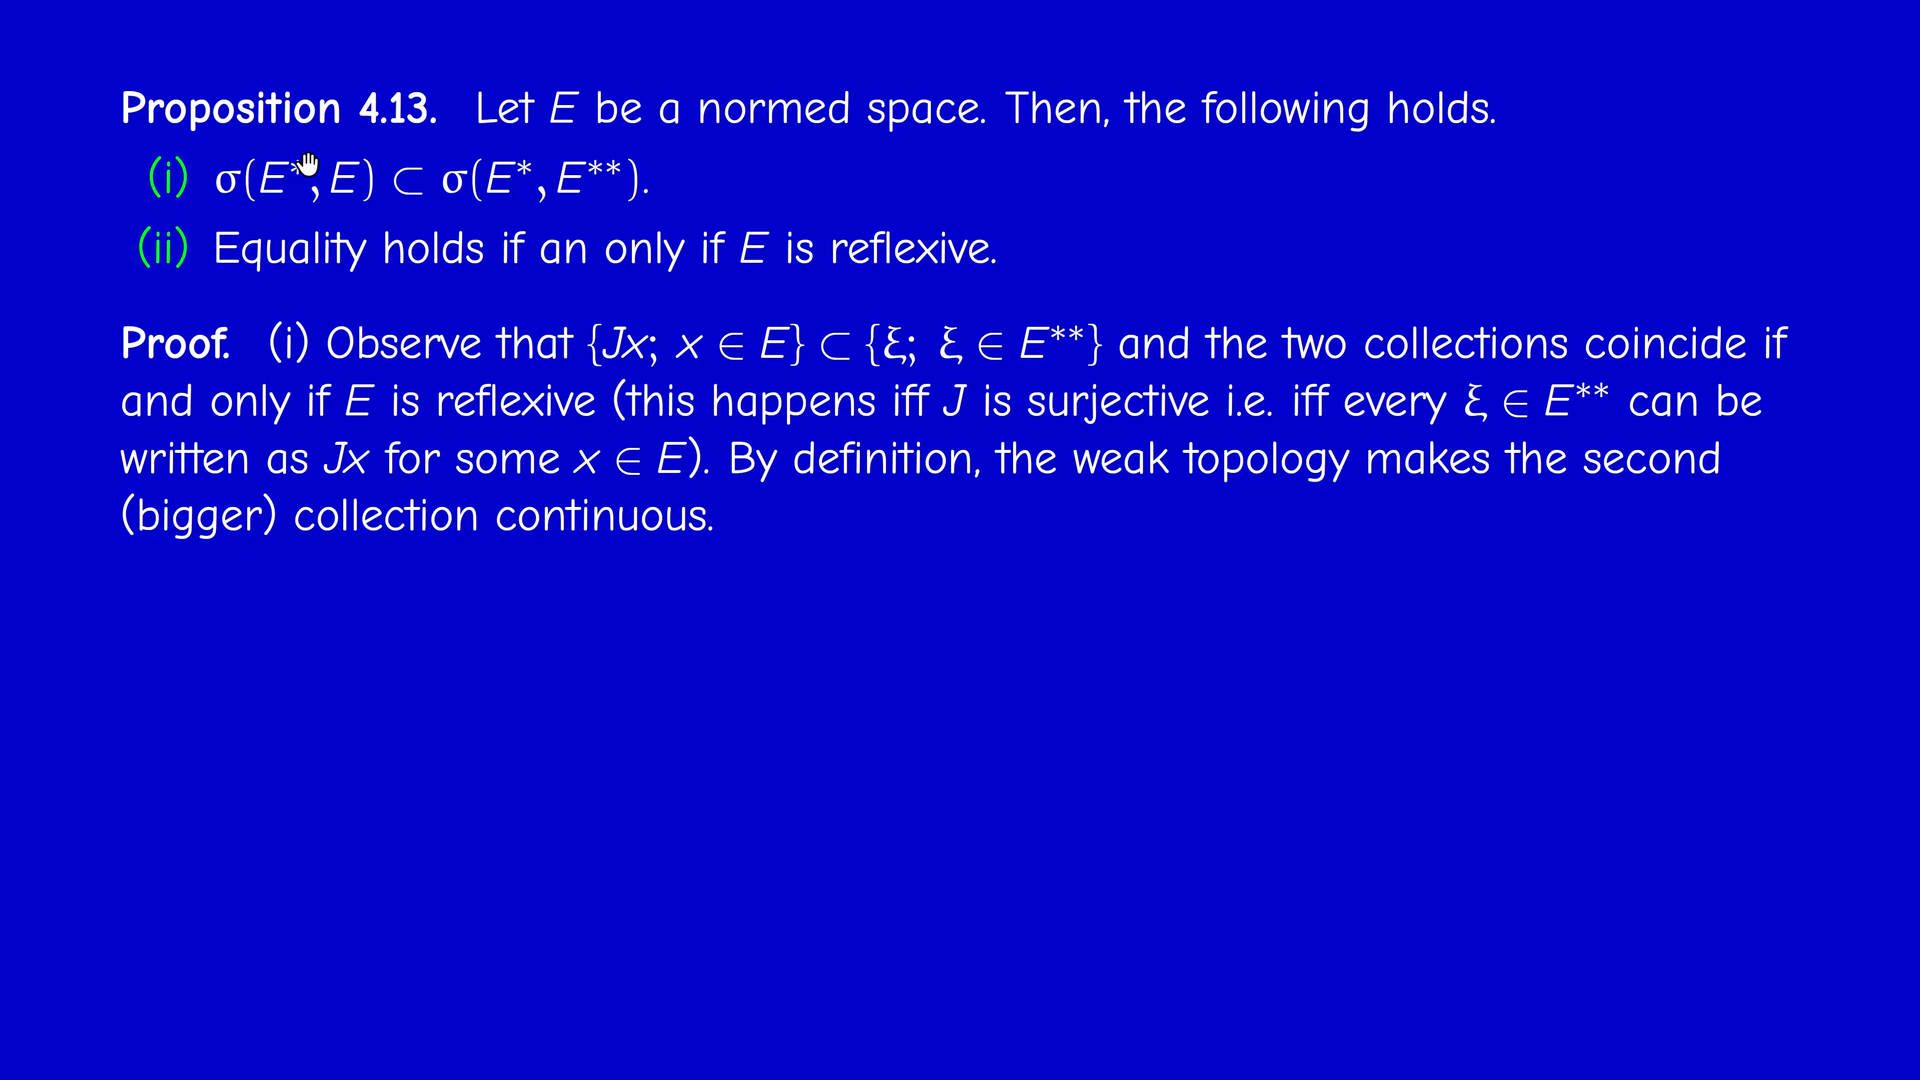 Proposition 4.13. Let E be a normed space. Then, the following holds.
(i) σ(E*, E) ⊂ σ(E*, E**).
(ii) Equality holds if an only if E is reflexive.
Proof. (i) Observe that {Jx; x ∈ E} ⊂ {ξ; ξ ∈ E**} and the two collections coincide if
and only if E is reflexive (this happens iff J is surjective i.e. iff every ξ ∈ E** can be
written as Jx for some x ∈ E). By definition, the weak topology makes the second
(bigger) collection continuous.